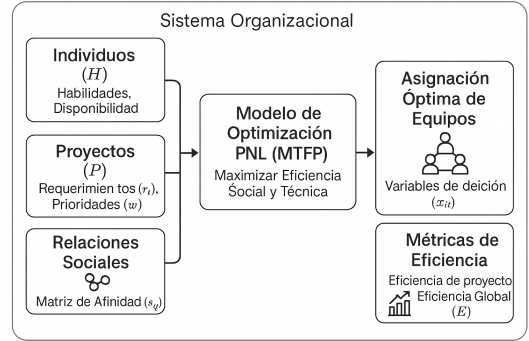 Sistema Organizacional
Individuos
(H)
Habilidades,
Disponibilidad
Proyectos
(P)
Requerimien tos (rₜ),
Prioridades (w)
Relaciones
Sociales
Matriz de Afinidad (sᵢⱼ)
Modelo de
Optimización
PNL (MTFP)
Maximizar Eficiencia
Śocial y Técnica
Asignación
Óptima de
Equipos
Variables de deición
(xᵢₜ)
Métricas de
Eficiencia
Eficiencia de proyecto
Eficiencia Global
(E)